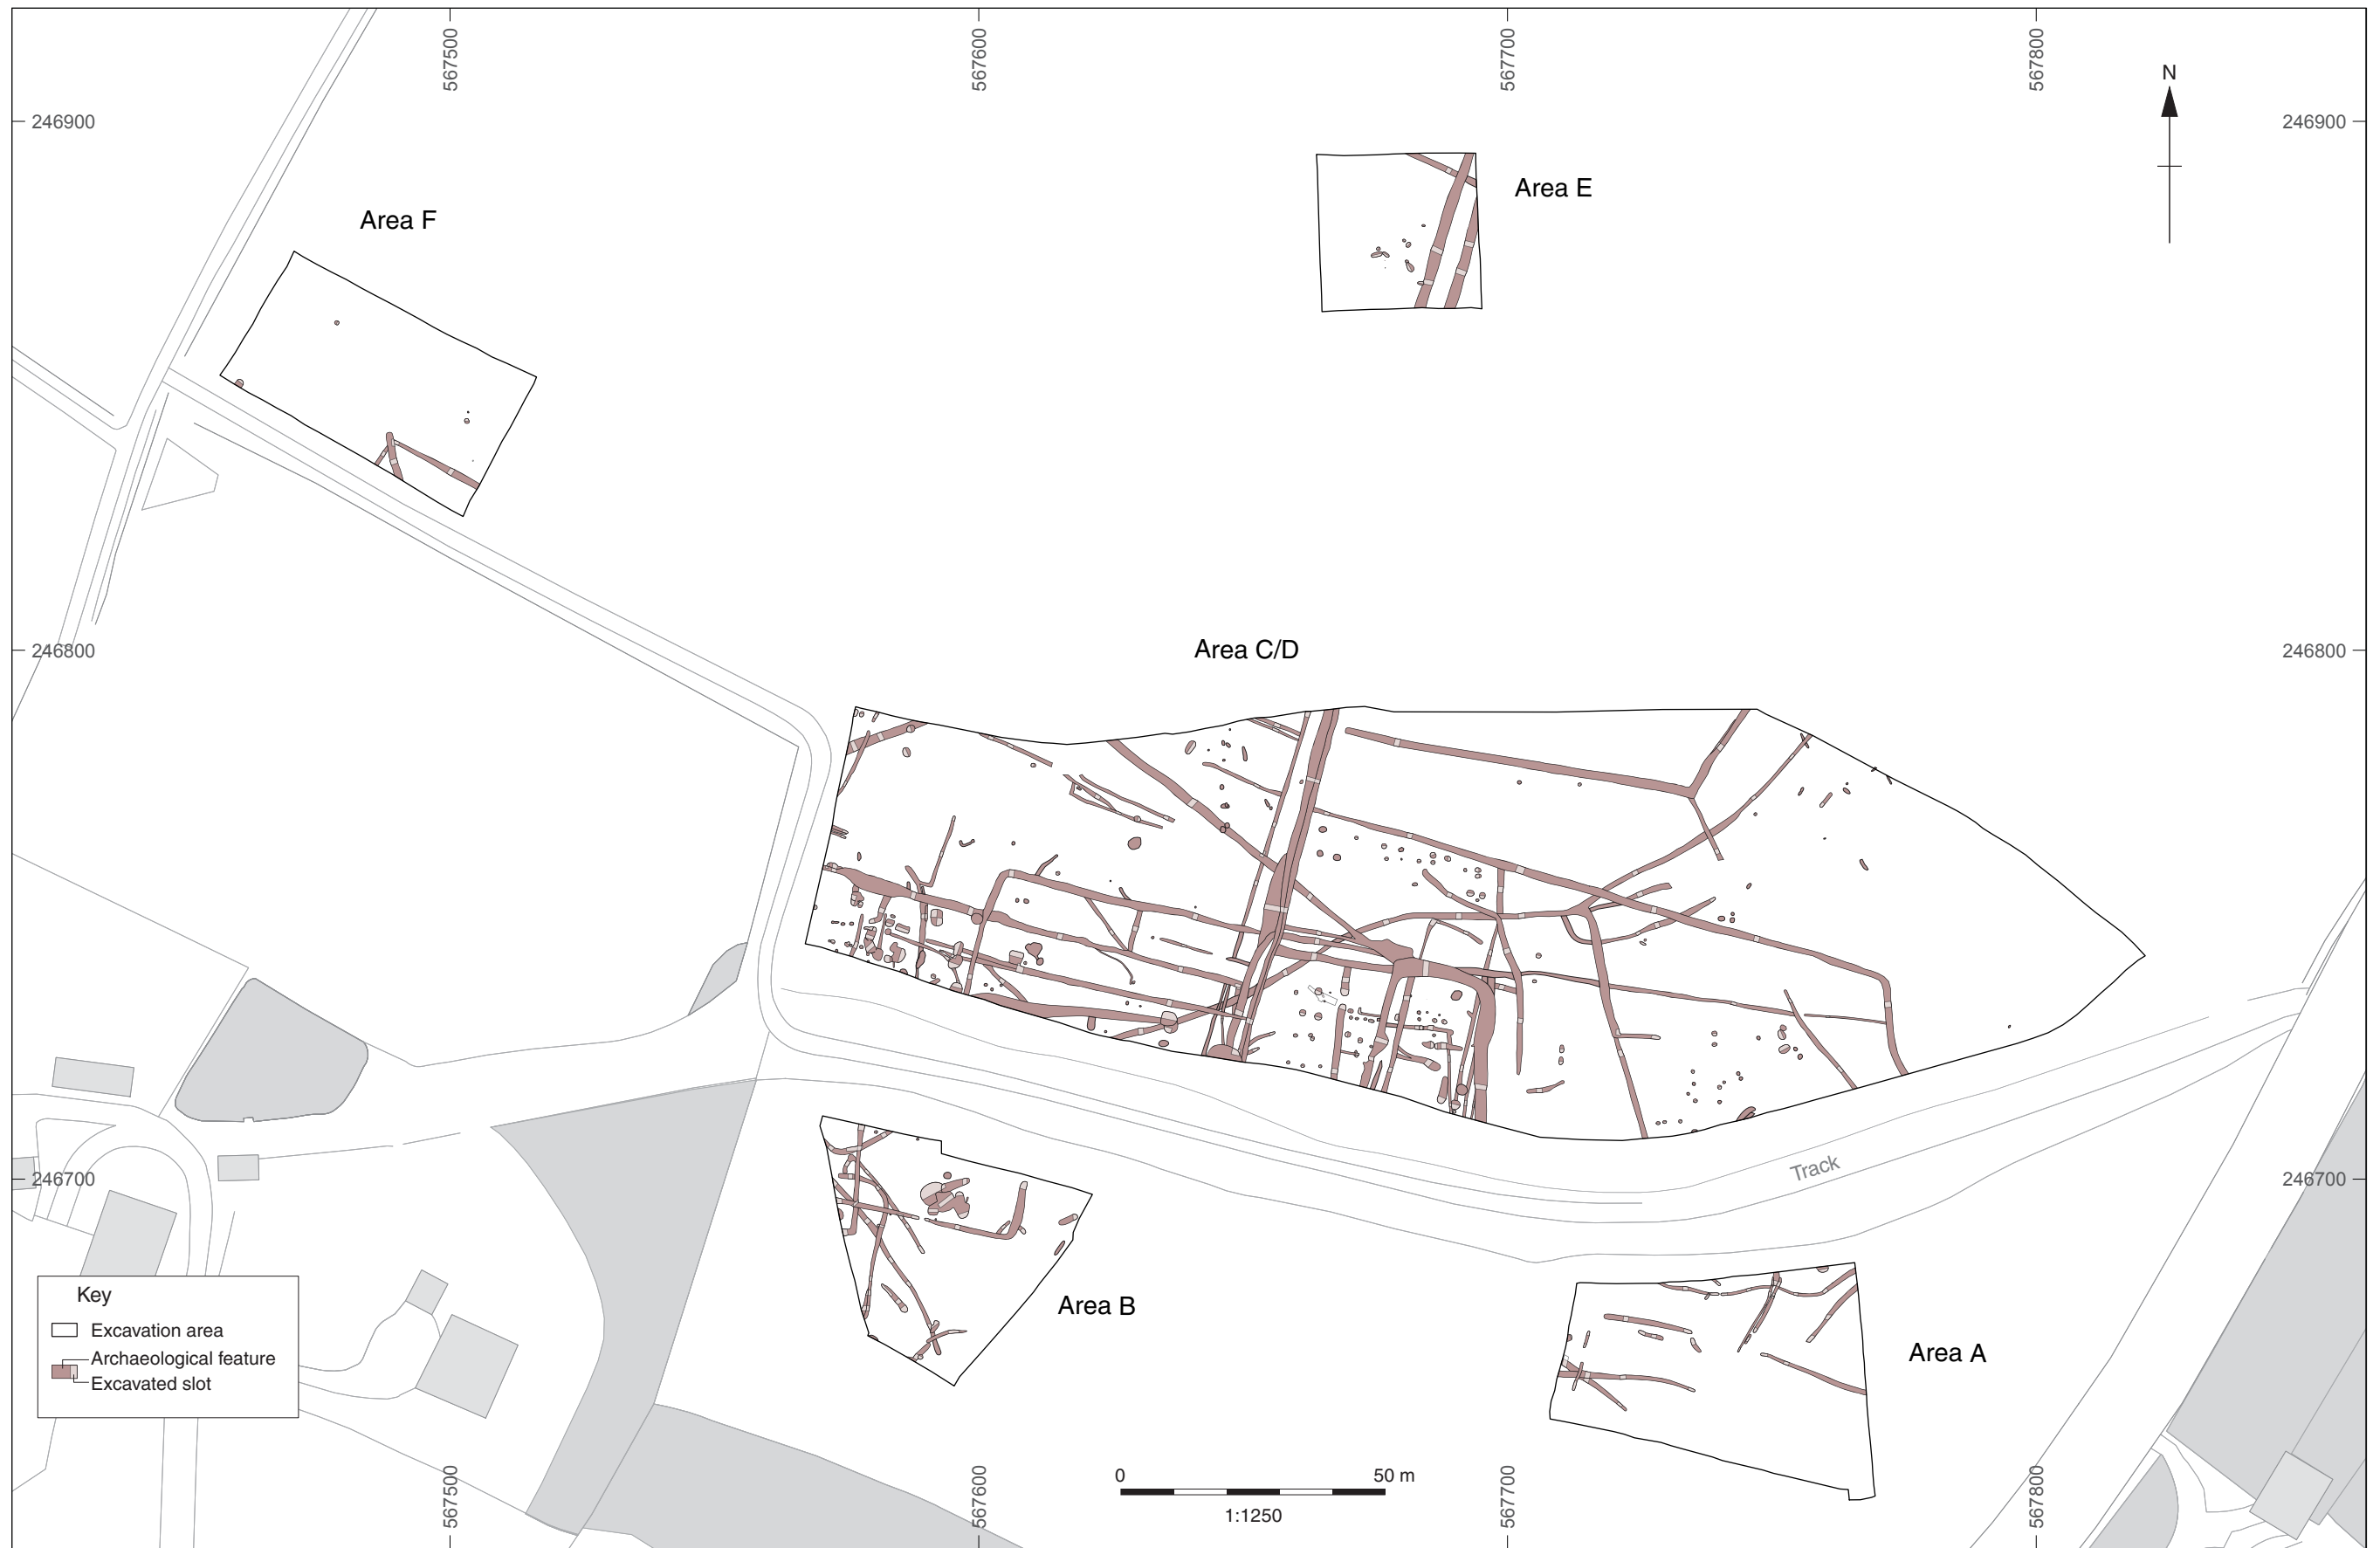 567500
567600
567700
567800
N
246900
246900
Area E
Area F
Area C/D
246800
246800
Track
246700
246700
Key
Excavation area
Archaeological feature
Excavated slot
Area B
Area A
0
50 m
1:1250
567500
567600
567700
567800